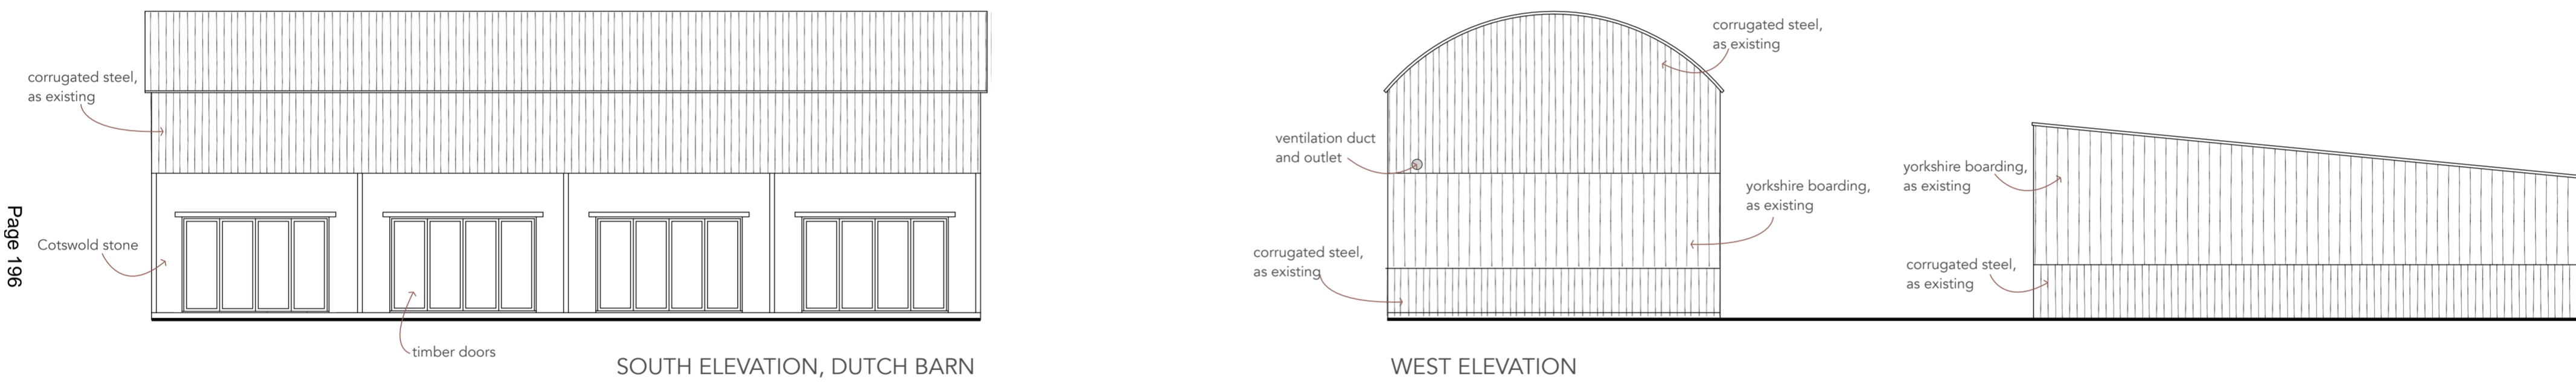 corrugated steel,
as existing
Cotswold stone
timber doors
SOUTH ELEVATION, DUTCH BARN
corrugated steel,
as existing
ventilation duct
and outlet
yorkshire boarding,
as existing
corrugated steel,
as existing
WEST ELEVATION
yorkshire boarding,
as existing
corrugated steel,
as existing
Page 196